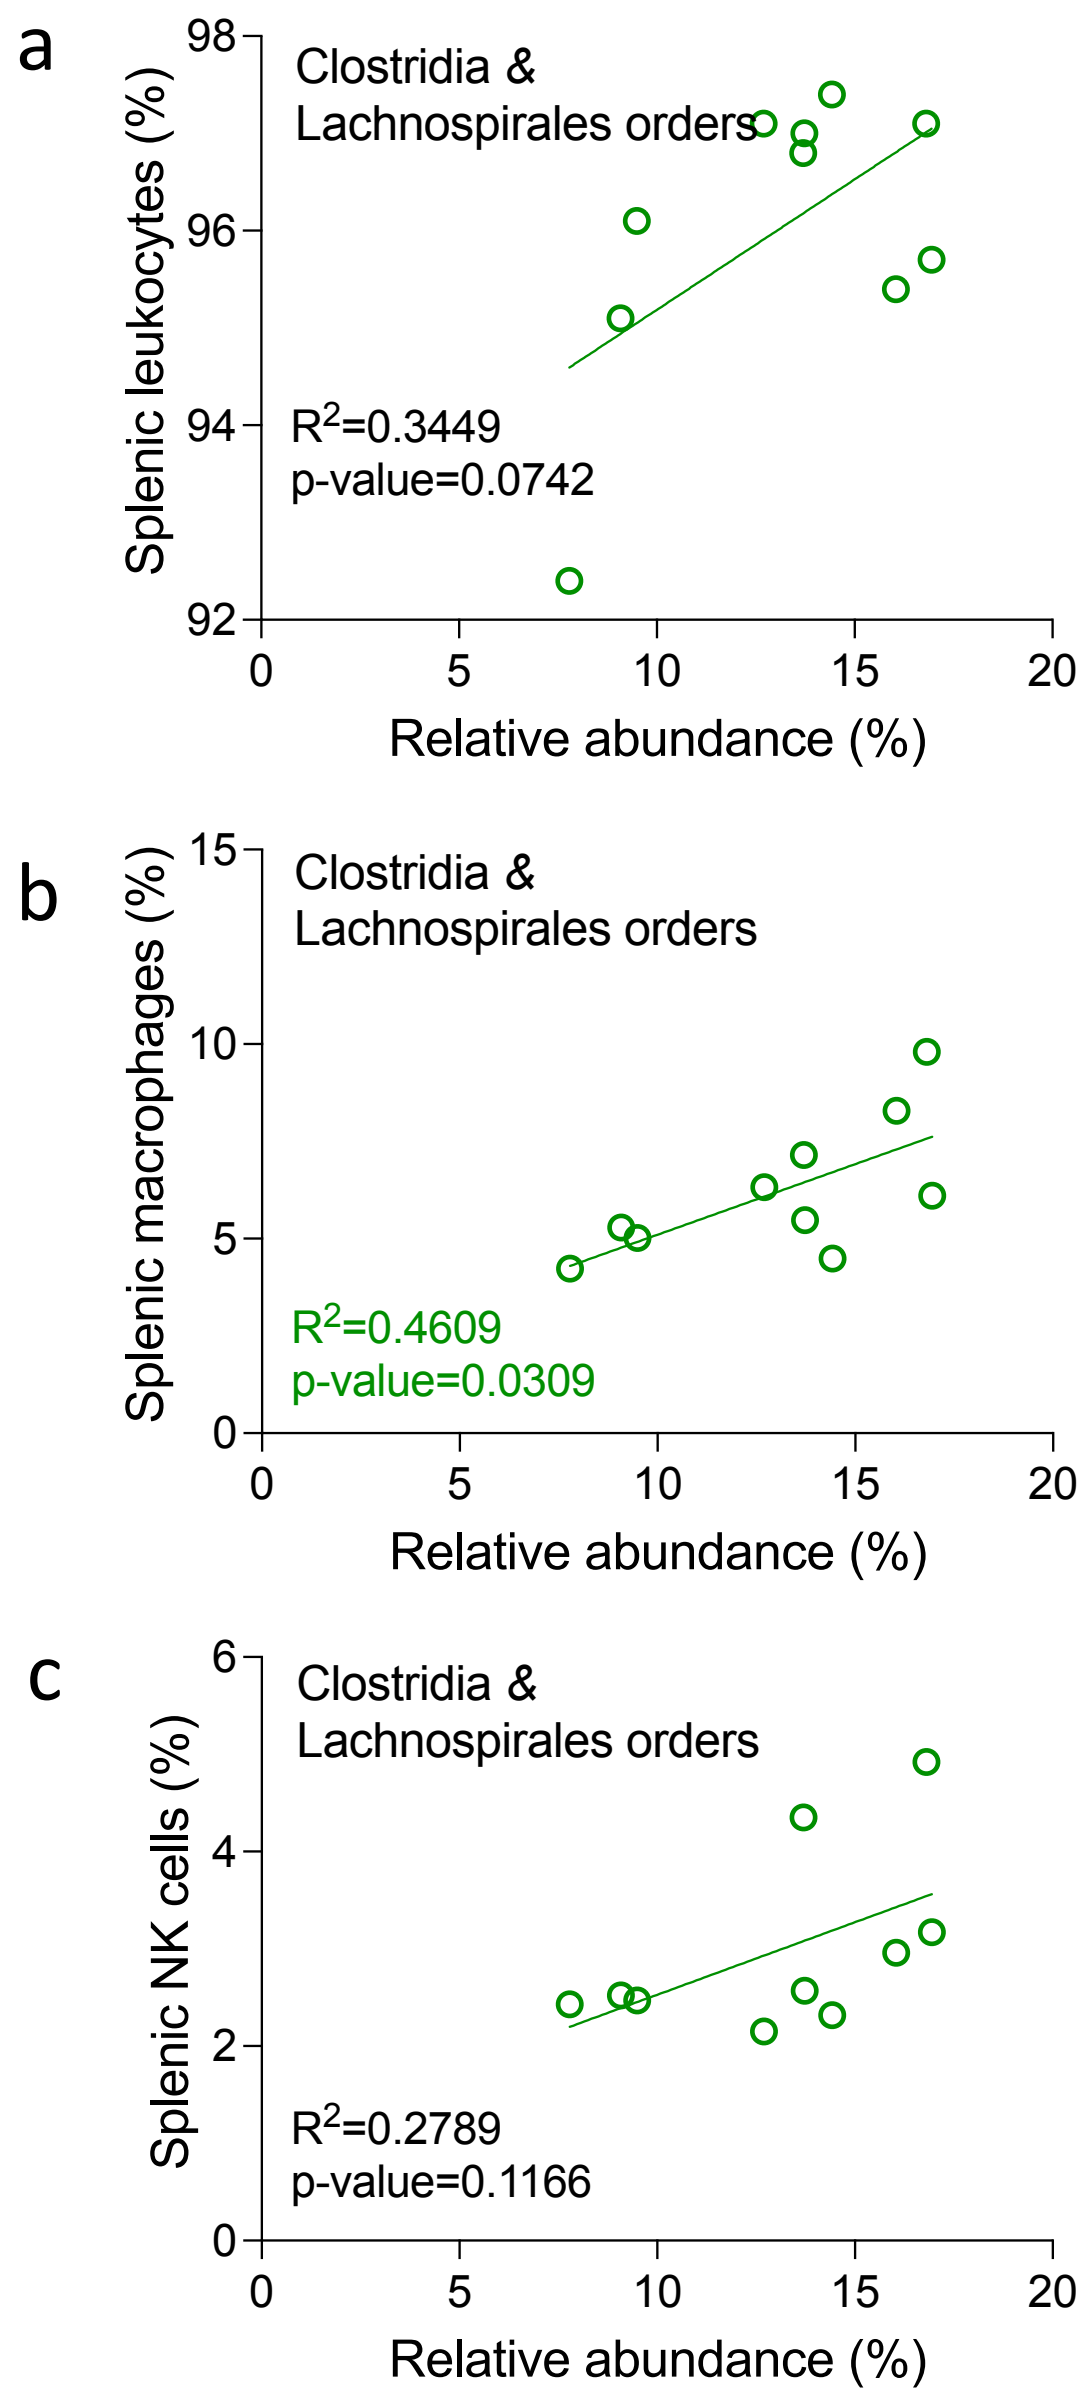 a
Splenic leukocytes (%)
98
96
94
92
Clostridia &
Lachnospirales orders
R²=0.3449
p-value=0.0742
0 5 10 15 20
Relative abundance (%)
b
Splenic macrophages (%)
15
10
5
0
Clostridia &
Lachnospirales orders
R²=0.4609
p-value=0.0309
0 5 10 15 20
Relative abundance (%)
c
Splenic NK cells (%)
6
4
2
0
Clostridia &
Lachnospirales orders
R²=0.2789
p-value=0.1166
0 5 10 15 20
Relative abundance (%)